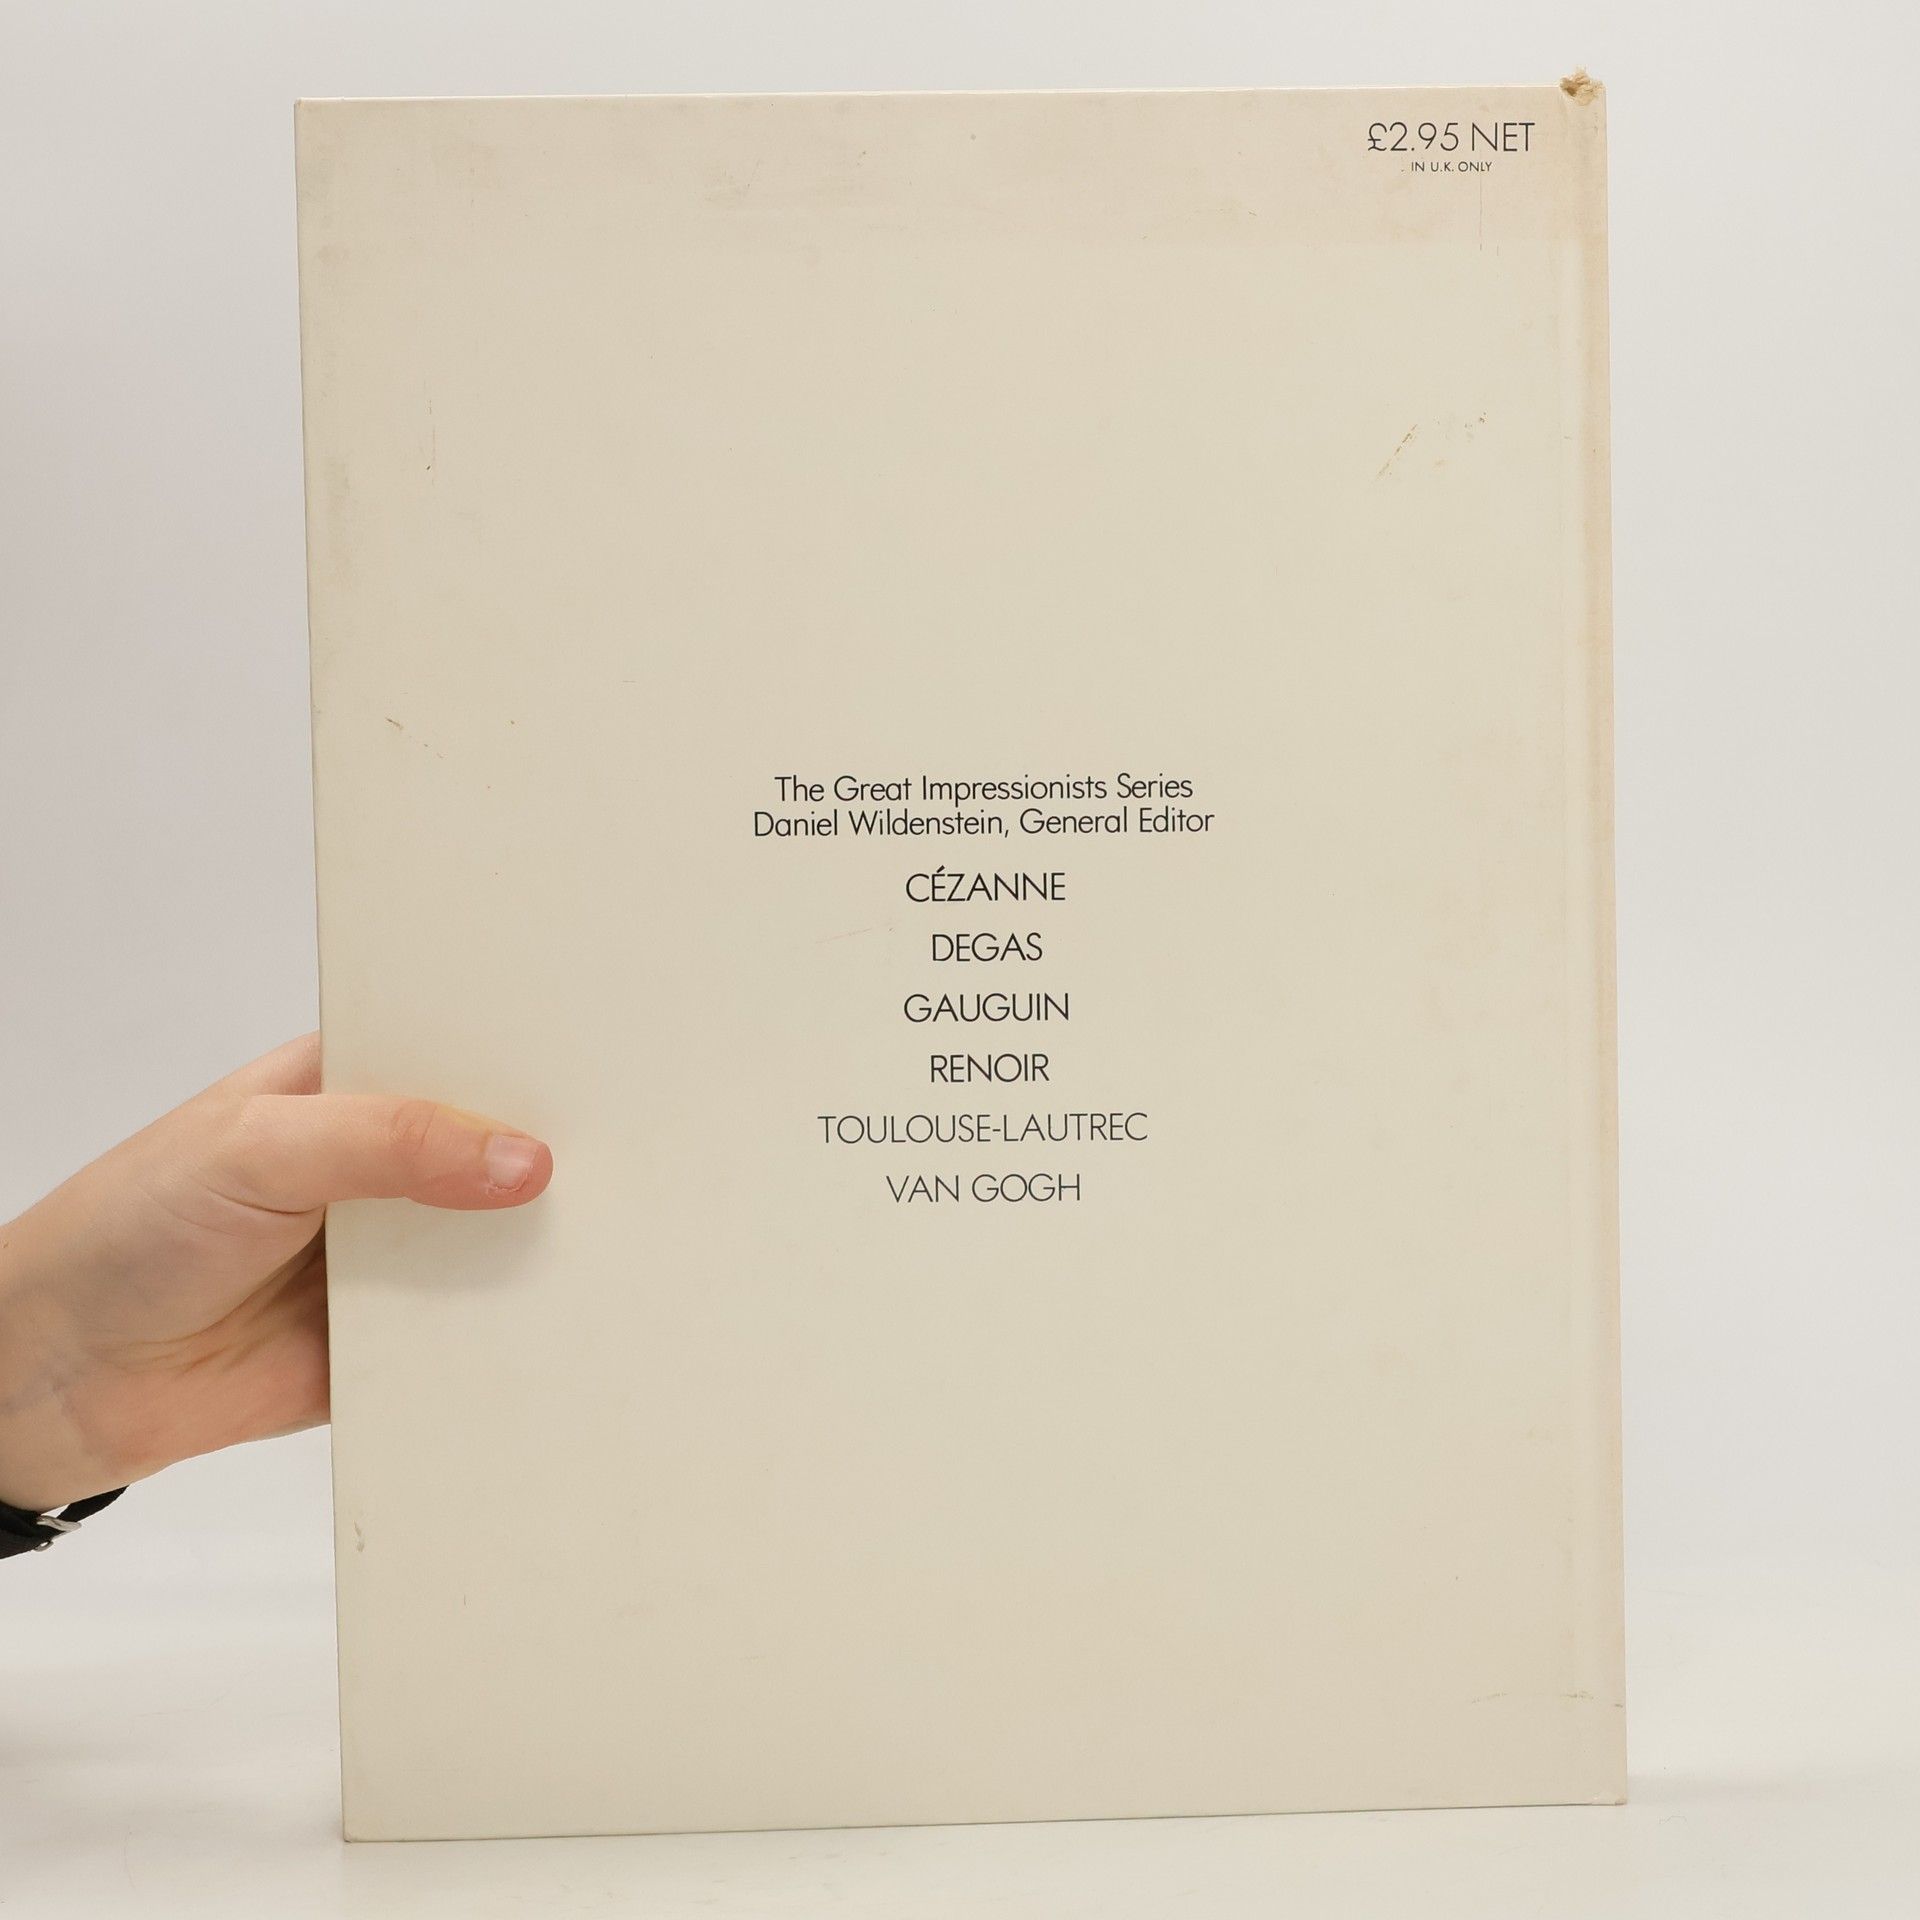 £2.95 NET
IN U.K. ONLY
The Great Impressionists Series
Daniel Wildenstein, General Editor
CÉZANNE
DEGAS
GAUGUIN
RENOIR
TOULOUSE-LAUTREC
VAN GOGH